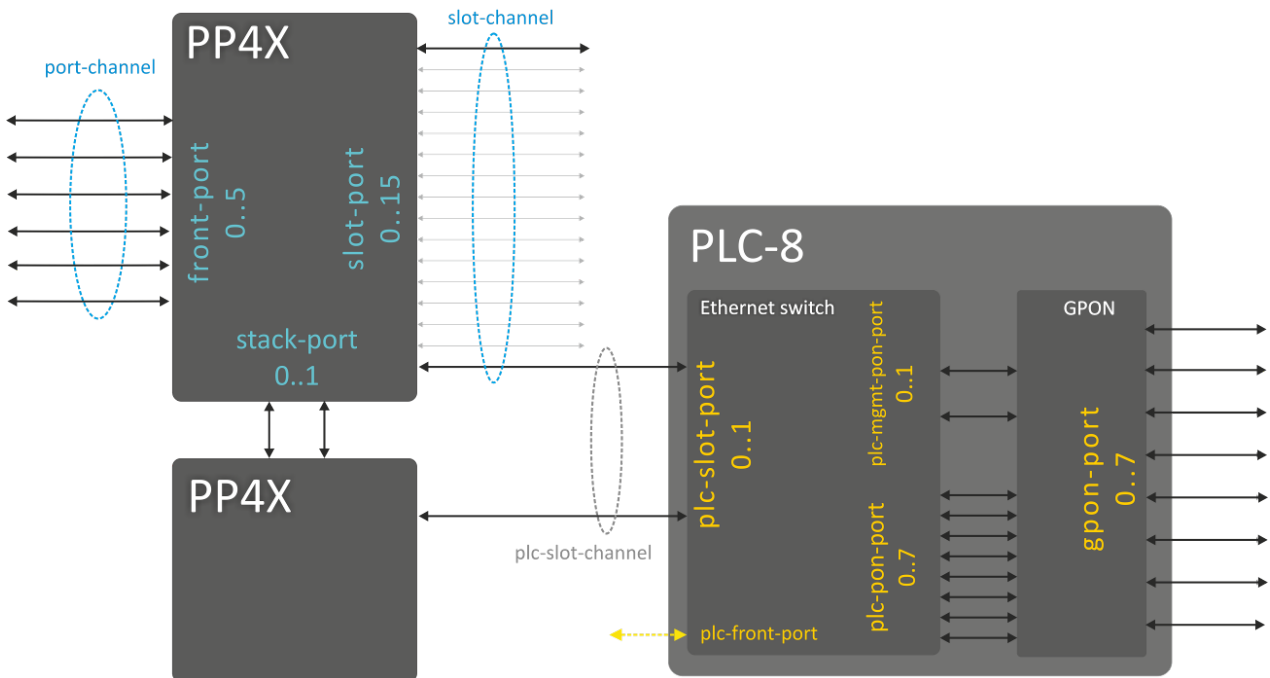 slot-channel
PP4X
port-channel
front-port
0..5
slot-port
0..15
stack-port
0..1
PP4X
plc-slot-channel
PLC-8
Ethernet switch
plc-slot-port
0..1
plc-mgmt-pon-port
0..1
plc-pon-port
0..7
plc-front-port
GPON
gpon-port
0..7